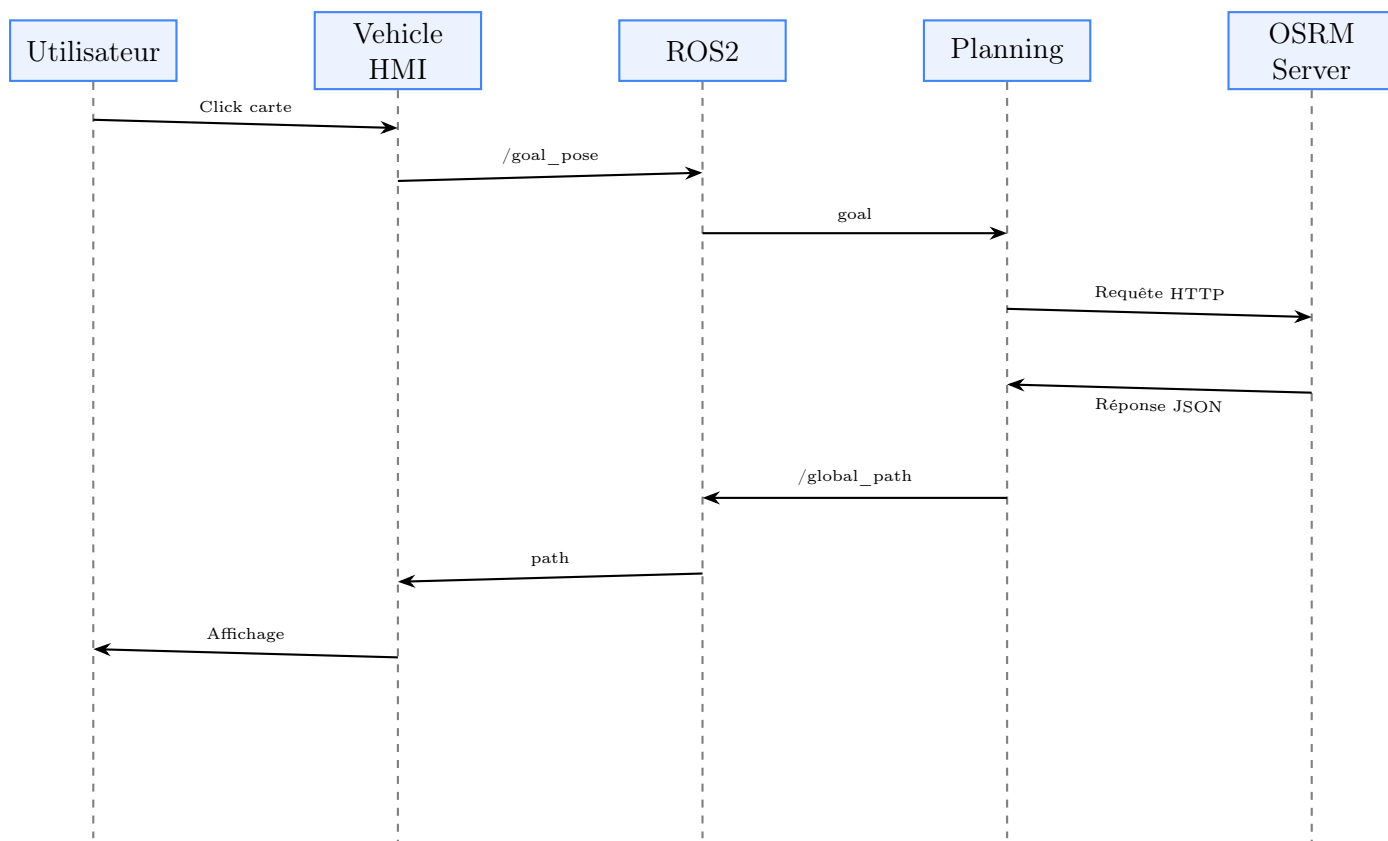 Utilisateur
Vehicle
HMI
ROS2
Planning
OSRM
Server
Click carte
/goal_pose
goal
Requête HTTP
Réponse JSON
/global_path
path
Affichage